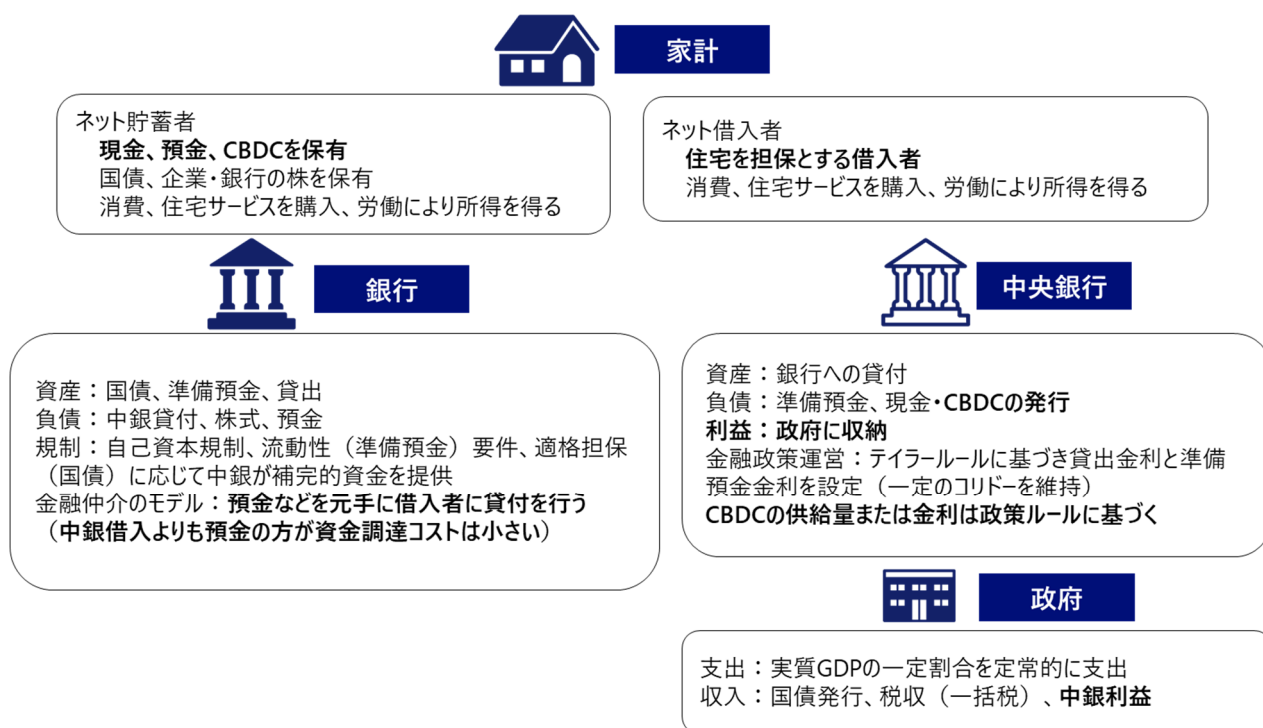 家計
ネット貯蓄者
現金、預金、CBDCを保有
国債、企業・銀行の株を保有
消費、住宅サービスを購入、労働により所得を得る
ネット借入者
住宅を担保とする借入者
消費、住宅サービスを購入、労働により所得を得る
銀行
資産：国債、準備預金、貸出
負債：中銀貸付、株式、預金
規制：自己資本規制、流動性（準備預金）要件、適格担保
（国債）に応じて中銀が補完的資金を提供
金融仲介のモデル：預金などを元手に借入者に貸付を行う
（中銀借入よりも預金の方が資金調達コストは小さい）
中央銀行
資産：銀行への貸付
負債：準備預金、現金・CBDCの発行
利益：政府に収納
金融政策運営：テイラールールに基づき貸出金利と準備
預金金利を設定（一定のコリドーを維持）
CBDCの供給量または金利は政策ルールに基づく
政府
支出：実質GDPの一定割合を定常的に支出
収入：国債発行、税収（一括税）、中銀利益